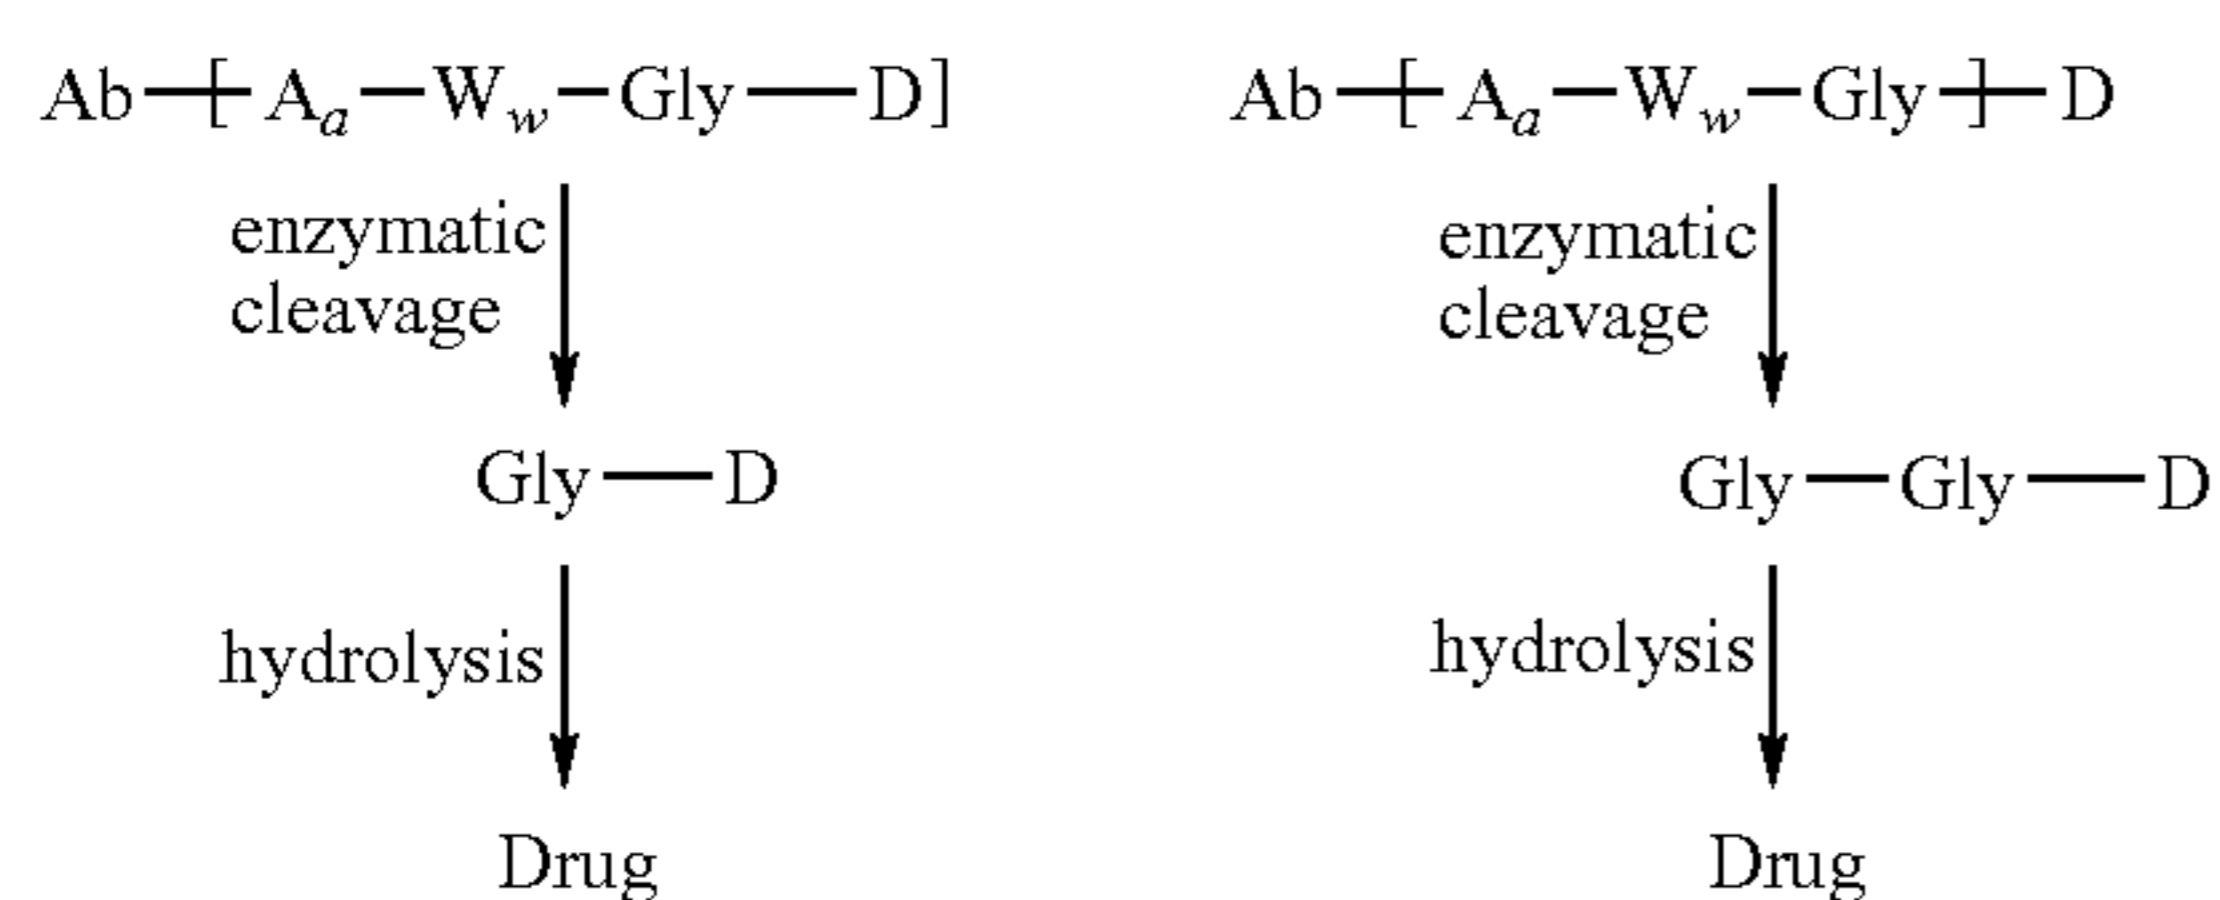 Ab—[A_a—W_w—Gly—D]
enzymatic
cleavage
Gly—D
hydrolysis
Drug
Ab—[A_a—W_w—Gly]—D
enzymatic
cleavage
Gly—Gly—D
hydrolysis
Drug